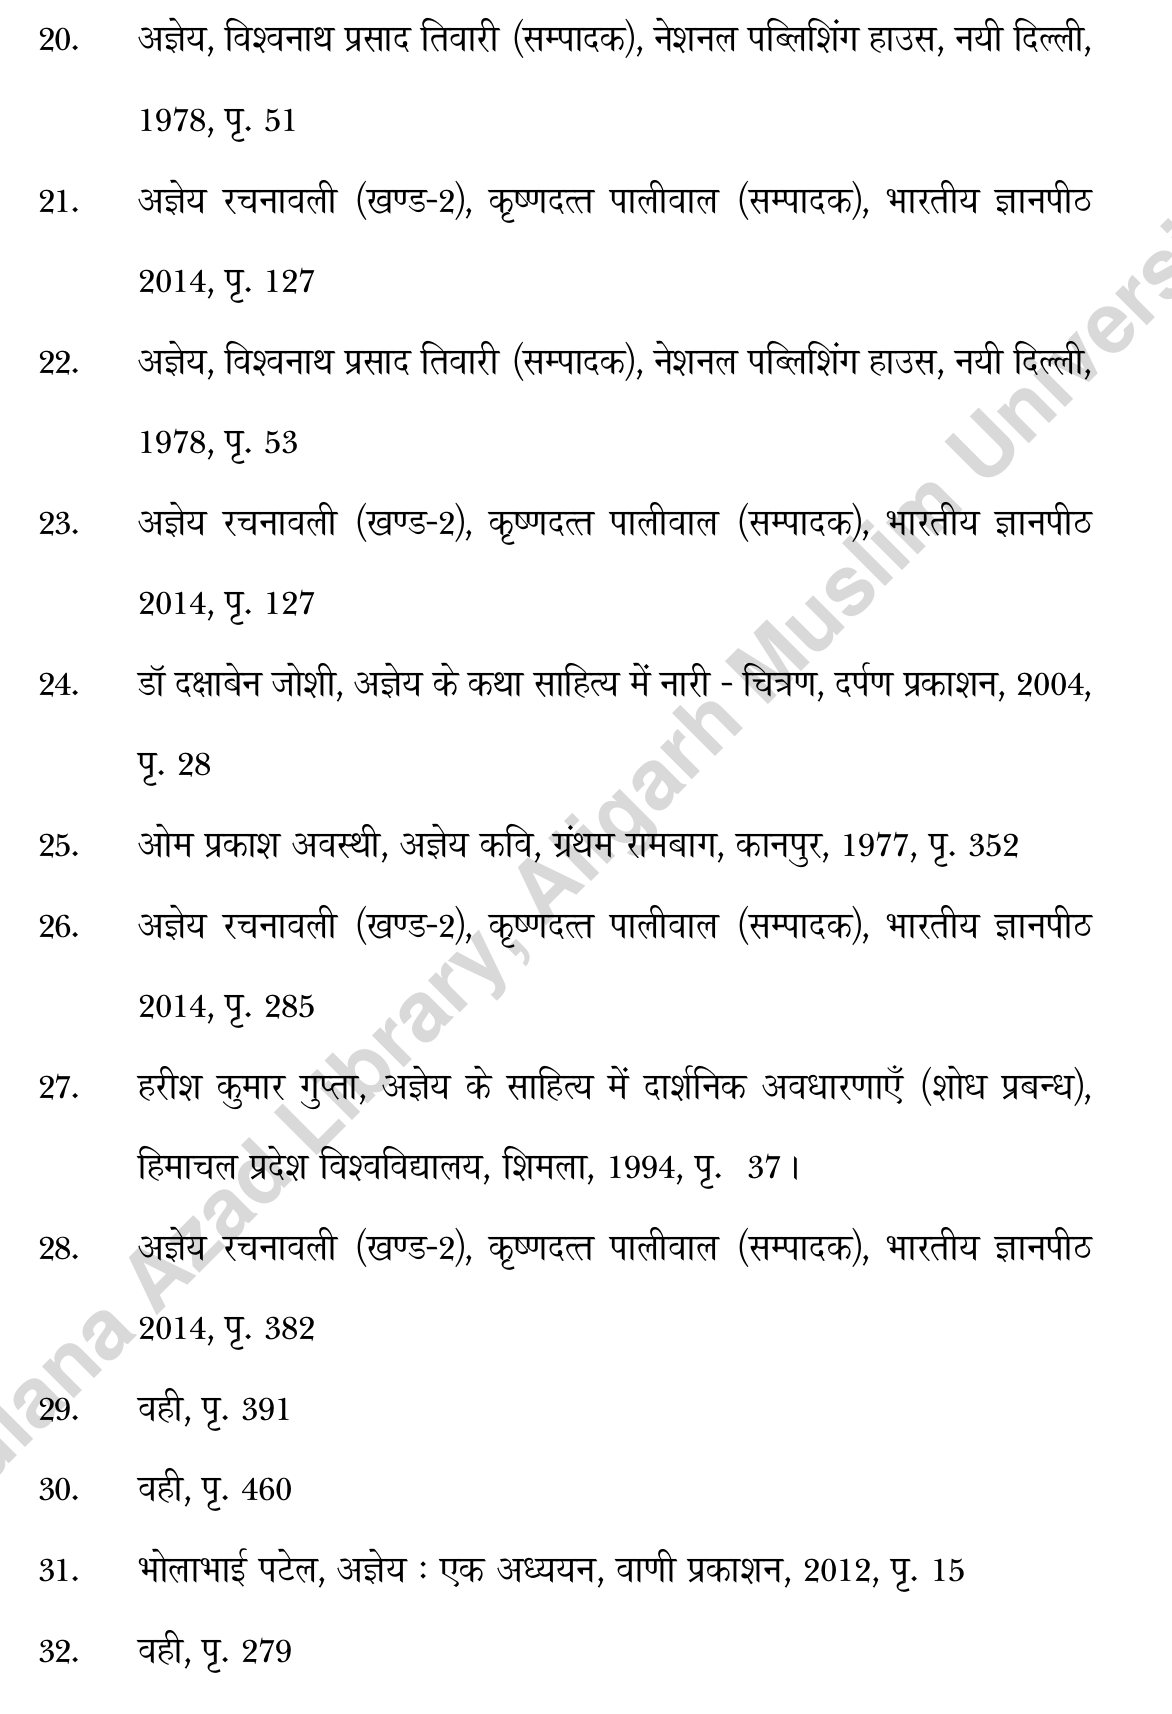 20. अज्ञेय, विश्वनाथ प्रसाद तिवारी (सम्पादक), नेशनल पब्लिशिंग हाउस, नयी दिल्ली,
1978, पृ. 51
21. अज्ञेय रचनावली (खण्ड-2), कृष्णदत्त पालीवाल (सम्पादक), भारतीय ज्ञानपीठ
2014, पृ. 127
22. अज्ञेय, विश्वनाथ प्रसाद तिवारी (सम्पादक), नेशनल पब्लिशिंग हाउस, नयी दिल्ली,
1978, पृ. 53
23. अज्ञेय रचनावली (खण्ड-2), कृष्णदत्त पालीवाल (सम्पादक), भारतीय ज्ञानपीठ
2014, पृ. 127
24. डॉ दक्षाबेन जोशी, अज्ञेय के कथा साहित्य में नारी - चित्रण, दर्पण प्रकाशन, 2004,
पृ. 28
25. ओम प्रकाश अवस्थी, अज्ञेय कवि, ग्रंथम रामबाग, कानपुर, 1977, पृ. 352
26. अज्ञेय रचनावली (खण्ड-2), कृष्णदत्त पालीवाल (सम्पादक), भारतीय ज्ञानपीठ
2014, पृ. 285
27. हरीश कुमार गुप्ता, अज्ञेय के साहित्य में दार्शनिक अवधारणाएँ (शोध प्रबन्ध),
हिमाचल प्रदेश विश्वविद्यालय, शिमला, 1994, पृ. 37।
28. अज्ञेय रचनावली (खण्ड-2), कृष्णदत्त पालीवाल (सम्पादक), भारतीय ज्ञानपीठ
2014, पृ. 382
29. वही, पृ. 391
30. वही, पृ. 460
31. भोलाभाई पटेल, अज्ञेय : एक अध्ययन, वाणी प्रकाशन, 2012, पृ. 15
32. वही, पृ. 279
Azad Library, Aligarh Muslim